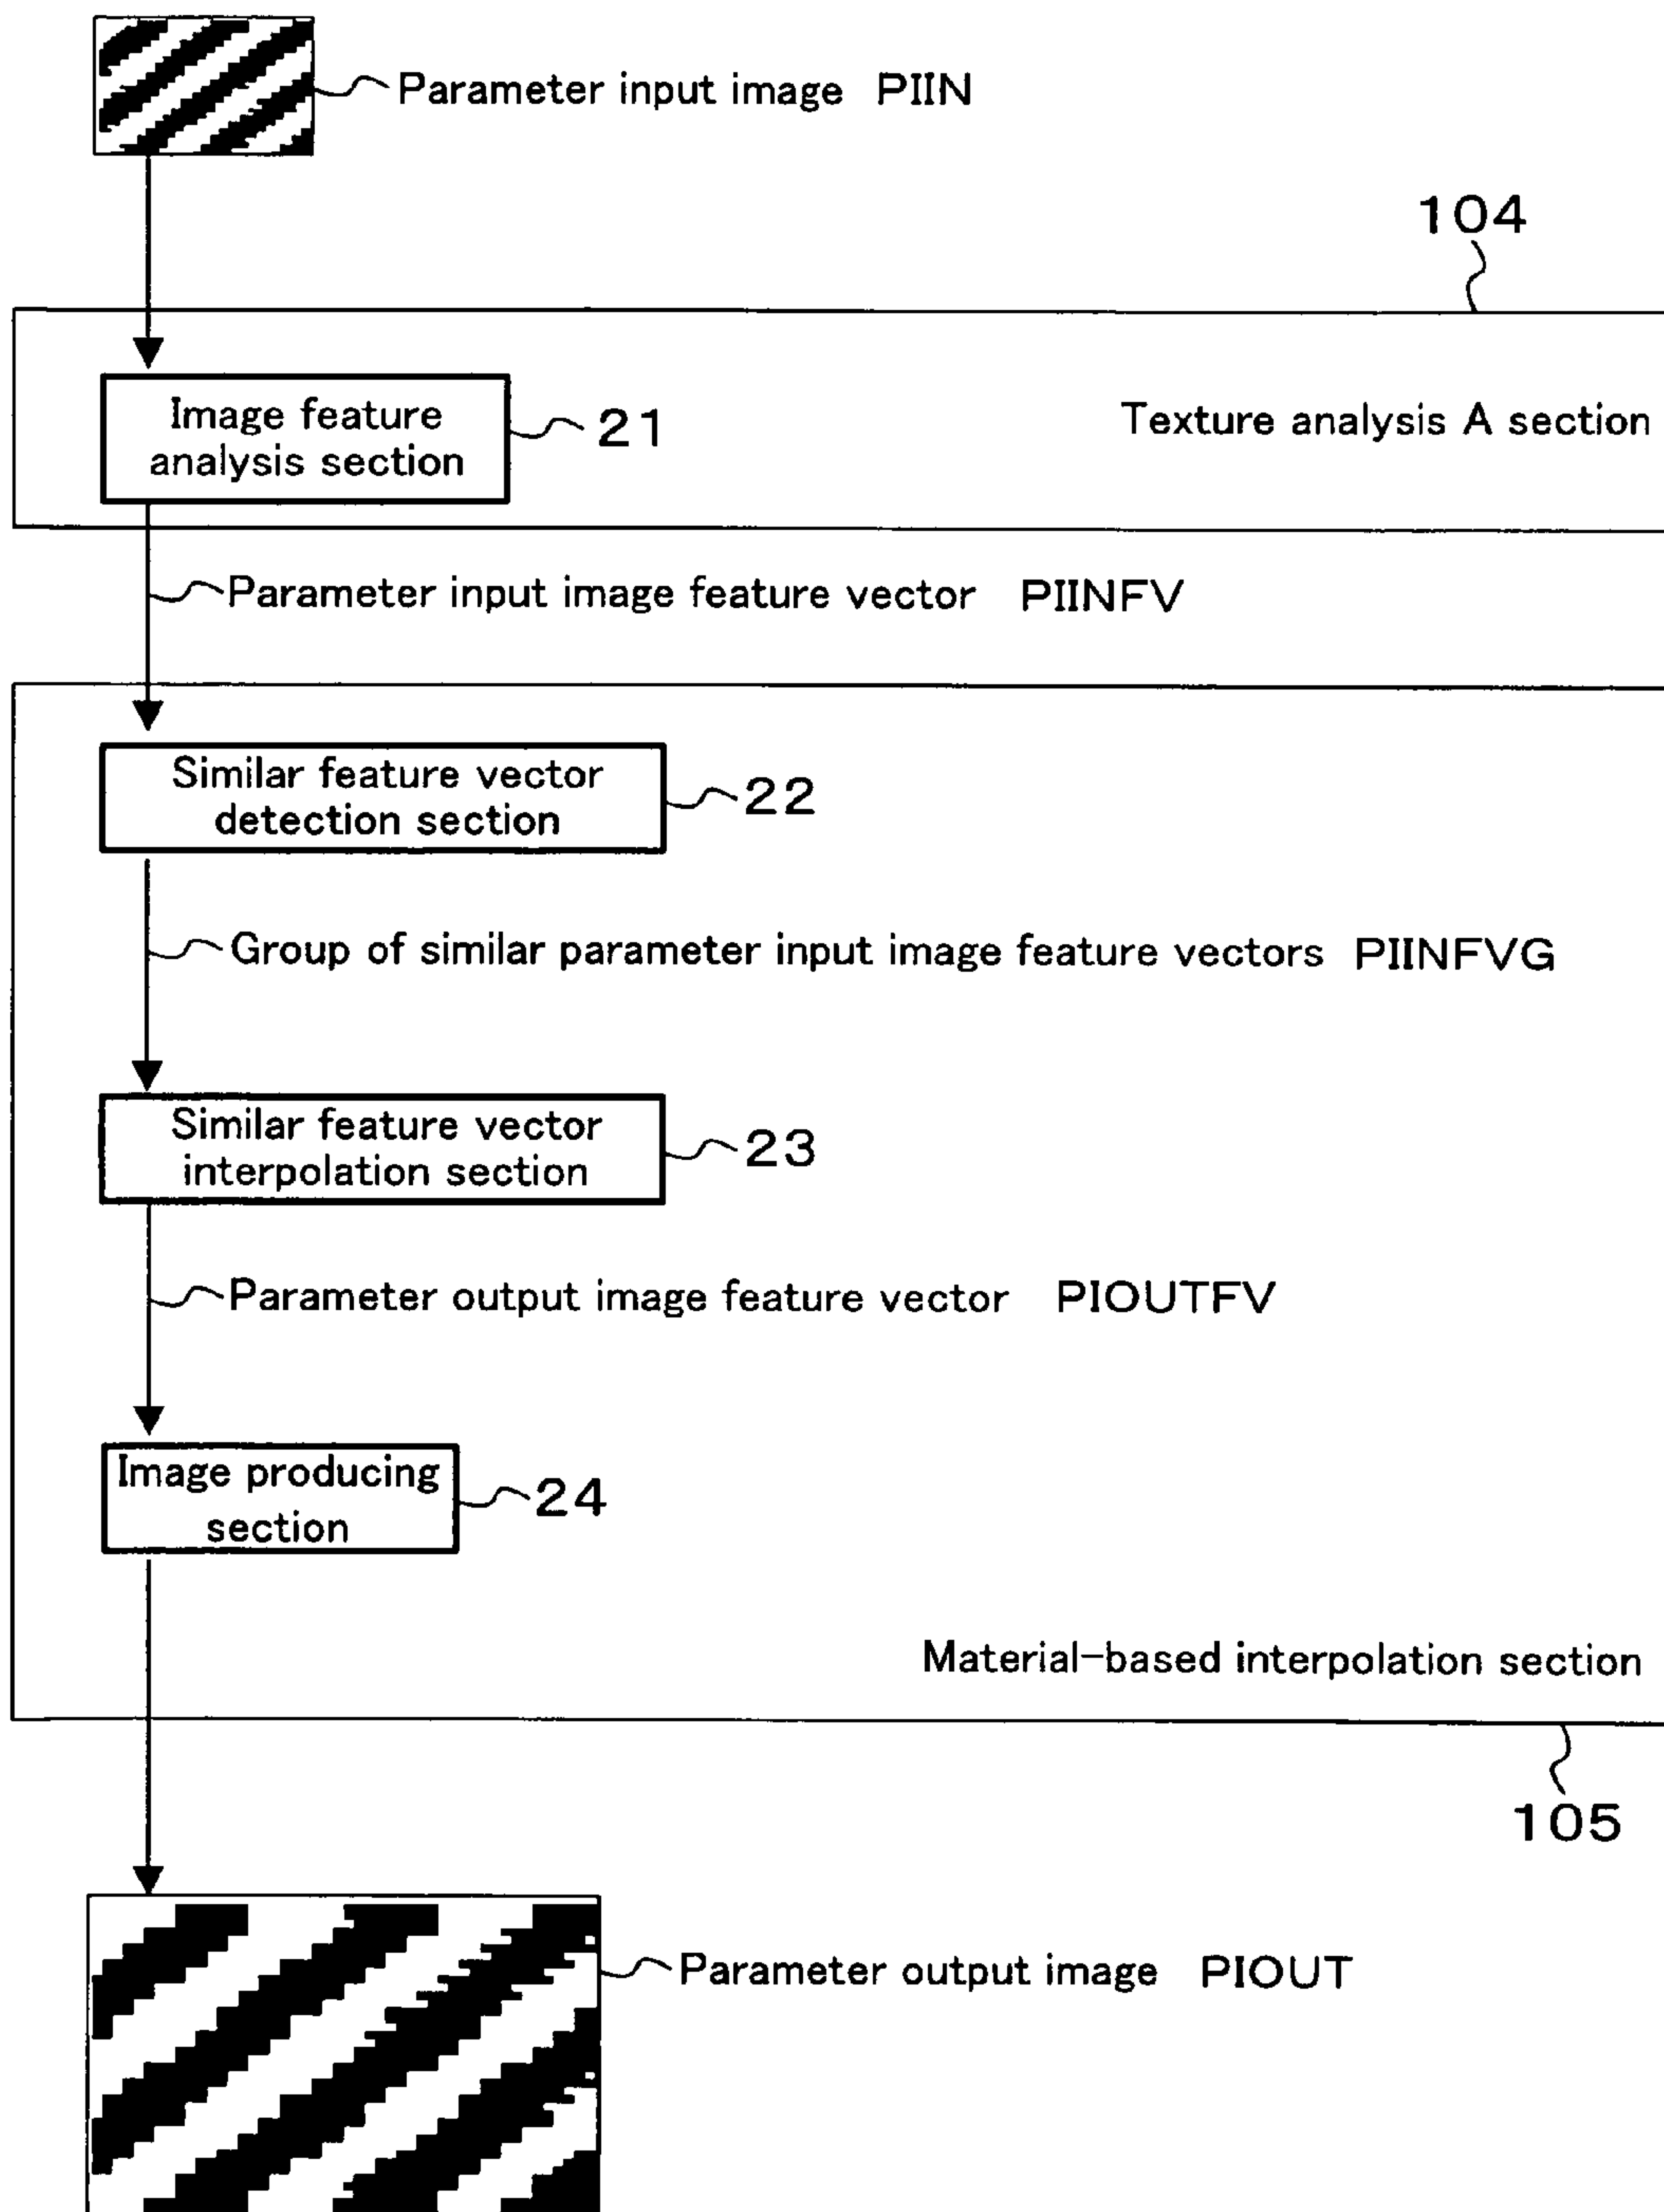 Parameter input image PIIN
104
Image feature
analysis section
21
Texture analysis A section
Parameter input image feature vector PIINFV
Similar feature vector
detection section
22
Group of similar parameter input image feature vectors PIINFVG
Similar feature vector
interpolation section
23
Parameter output image feature vector PIOUTFV
Image producing
section
24
Material-based interpolation section
105
Parameter output image PIOUT